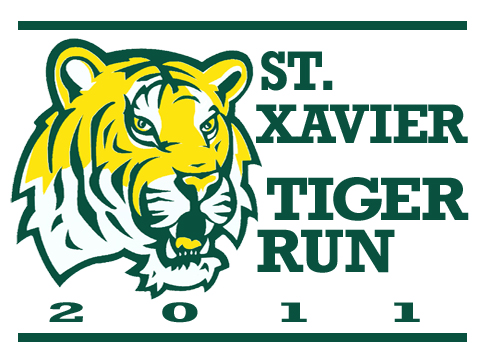 ST.
XAVIER
TIGER
RUN
2011